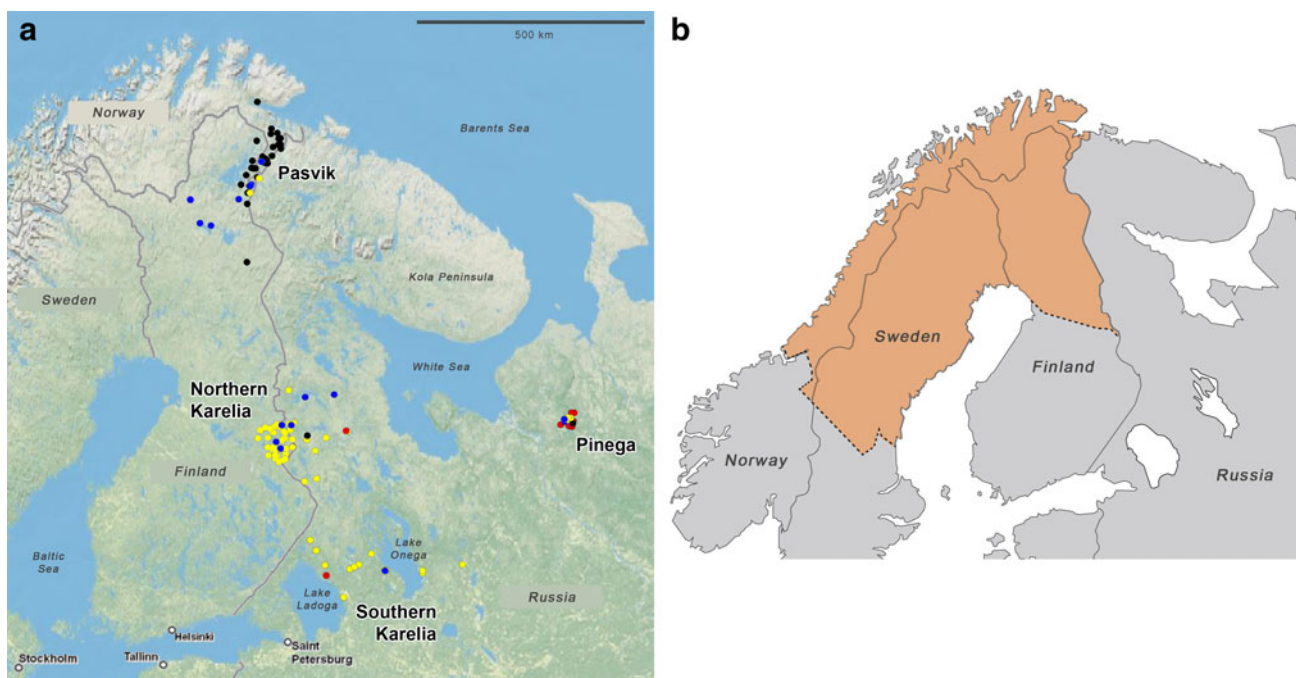 a
500 km
Norway
Barents Sea
Pasvik
Kola Peninsula
Sweden
Northern
Karelia
White Sea
Pinega
Finland
Lake
Onega
Baltic
Sea
Lake
Ladoga
Southern
Karelia
Russia
Helsinki
Saint
Petersburg
Tallinn
Stockholm
b
Sweden
Finland
Norway
Russia